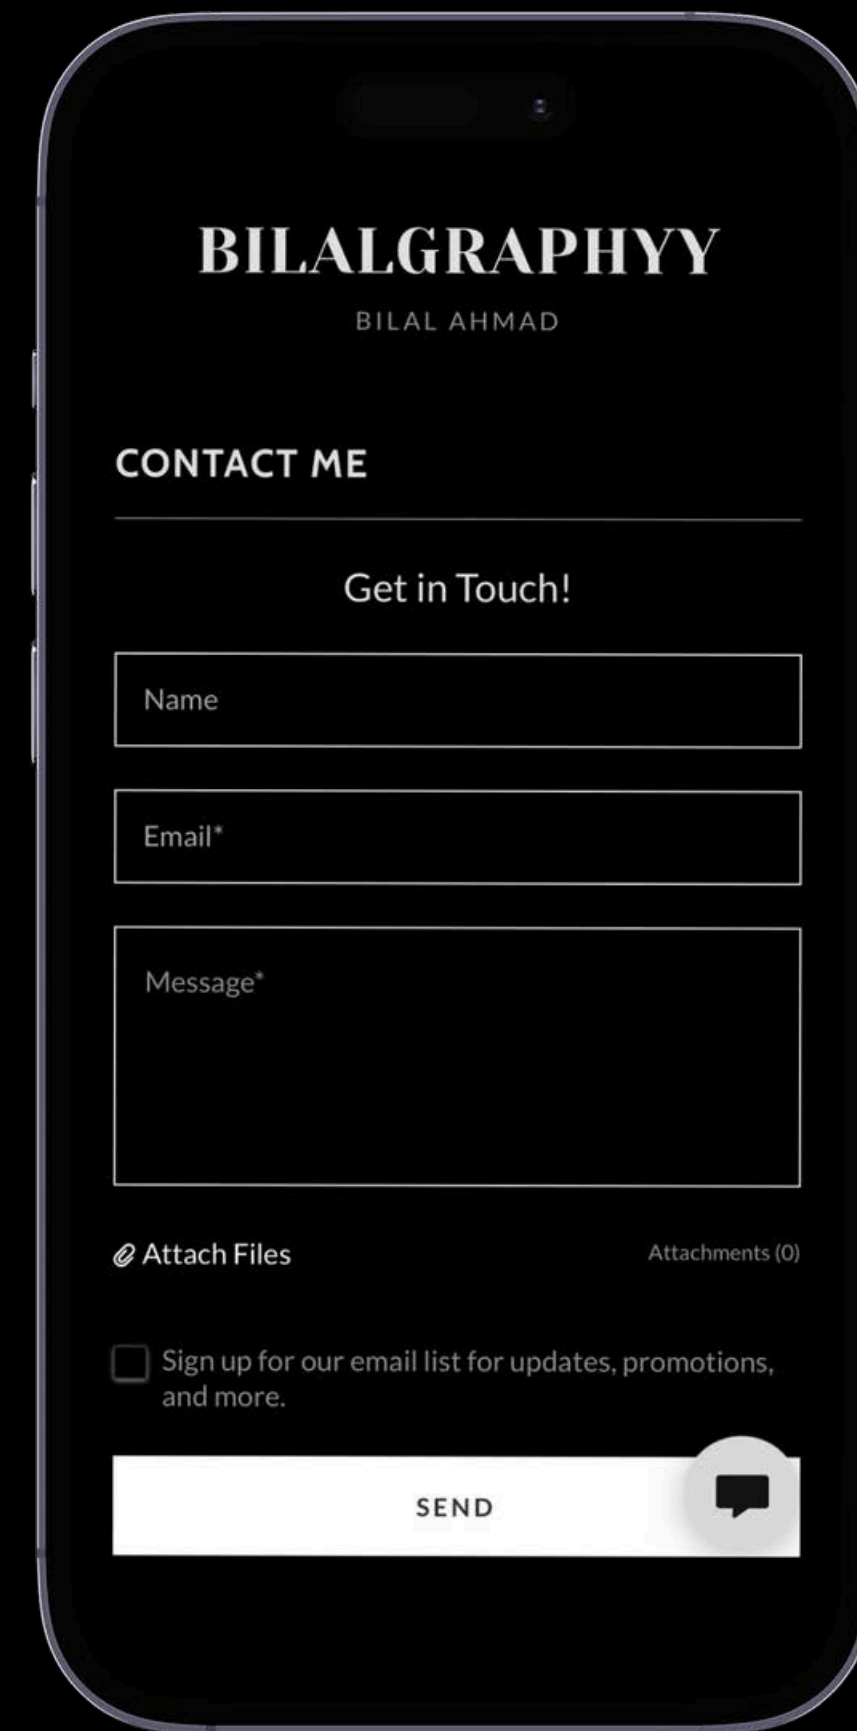 BILALGRAPHYY
BILAL AHMAD
CONTACT ME
Get in Touch!
Name
Email*
Message*
Attach Files
Attachments (0)
Sign up for our email list for updates, promotions,
and more.
SEND